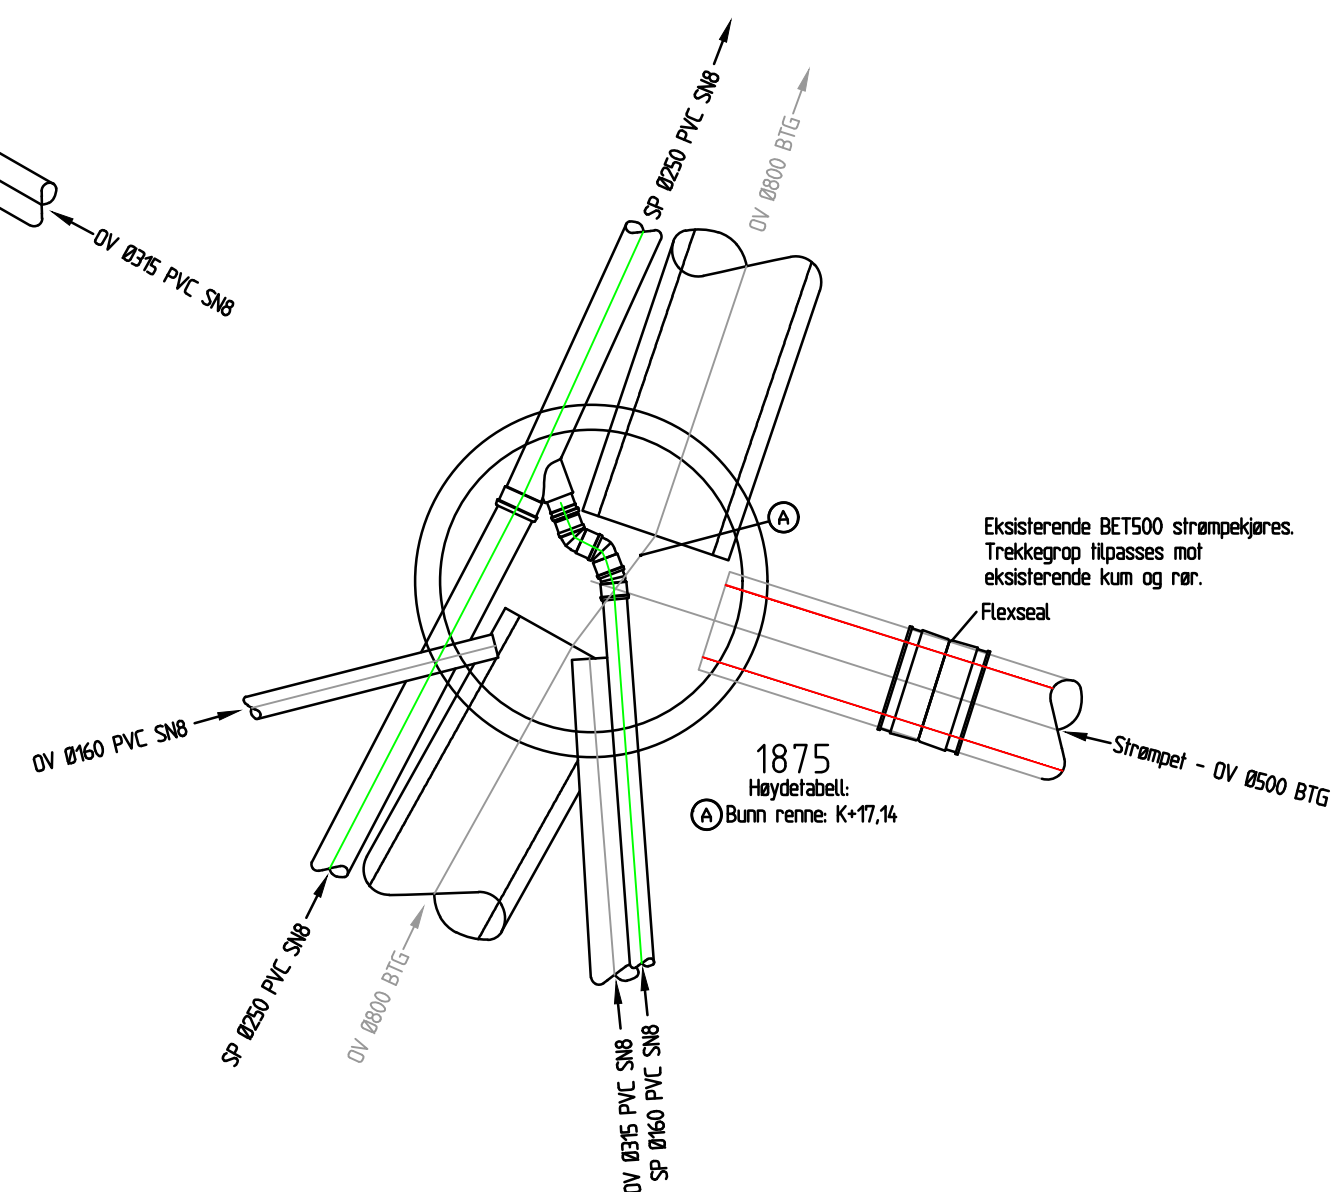 SP Ø250 PVC SN8
OV Ø800 BTG
OV Ø315 PVC SN8
A
Eksisterende BET500 strømpekjøres.
Trekkegrop tilpasses mot
eksisterende kum og rør.
Flexseal
OV Ø160 PVC SN8
Strømpet - OV Ø500 BTG
1875
Høydetabell:
A Bunn renne: K+17,14
SP Ø250 PVC SN8
OV Ø800 BTG
OV Ø315 PVC SN8
SP Ø160 PVC SN8